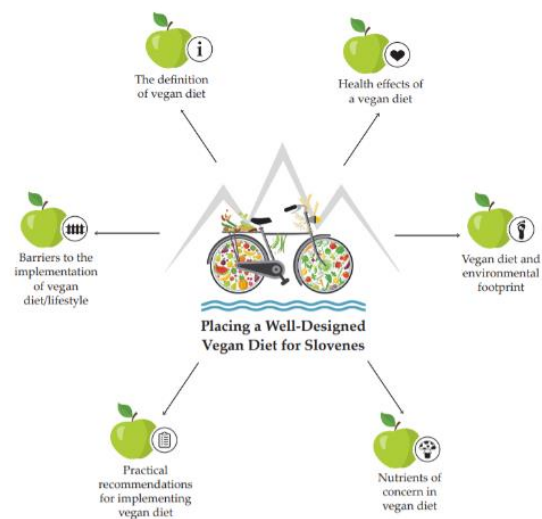 The definition
of vegan diet
Health effects of
a vegan diet
Barriers to the
implementation
of vegan
diet/lifestyle
Vegan diet and
environmental
footprint
Placing a Well-Designed
Vegan Diet for Slovenes
Practical
recommendations
for implementing
vegan diet
Nutrients of
concern in
vegan diet